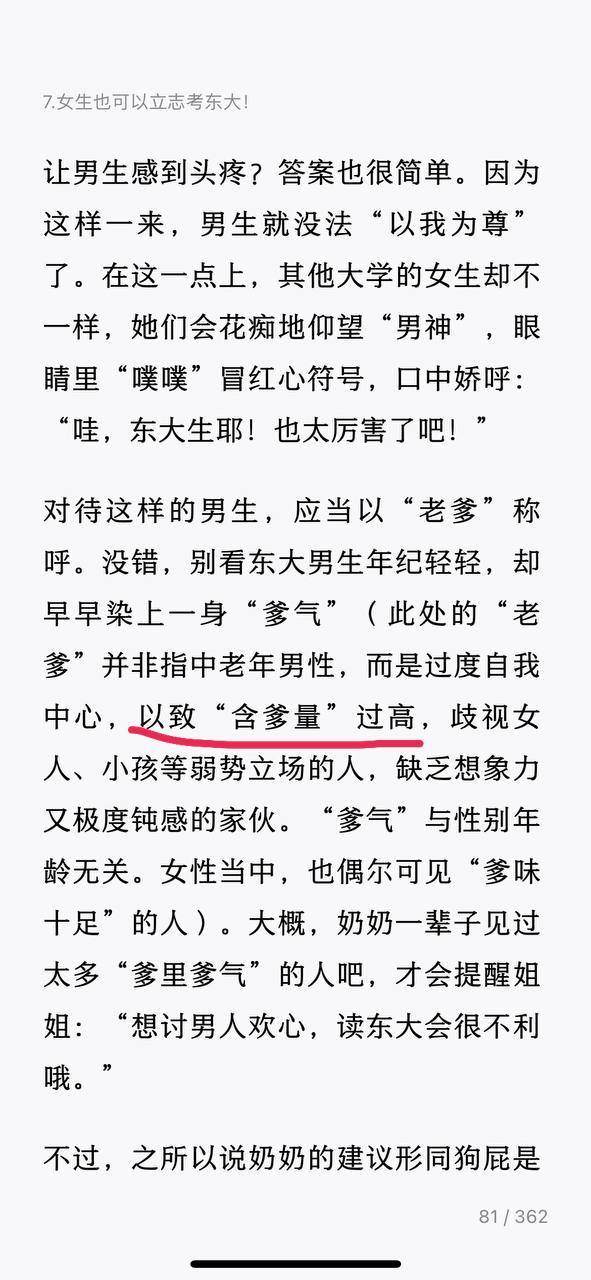 7.女生也可以立志考东大！
让男生感到头疼？答案也很简单。因为
这样一来，男生就没法“以我为尊”
了。在这一点上，其他大学的女生却不
一样，她们会花痴地仰望“男神”，眼
睛里“噗噗”冒红心符号，口中娇呼：
“哇，东大生耶！也太厉害了吧！”
对待这样的男生，应当以“老爹”称
呼。没错，别看东大男生年纪轻轻，却
早早染上一身“爹气”（此处的“老
爹”并非指中老年男性，而是过度自我
中心，以致“含爹量”过高，歧视女
人、小孩等弱势立场的人，缺乏想象力
又极度钝感的家伙。“爹气”与性别年
龄无关。女性当中，也偶尔可见“爹味
十足”的人）。大概，奶奶一辈子见过
太多“爹里爹气”的人吧，才会提醒姐
姐：“想讨男人欢心，读东大会很不利
哦。”
不过，之所以说奶奶的建议形同狗屁是
81 / 362